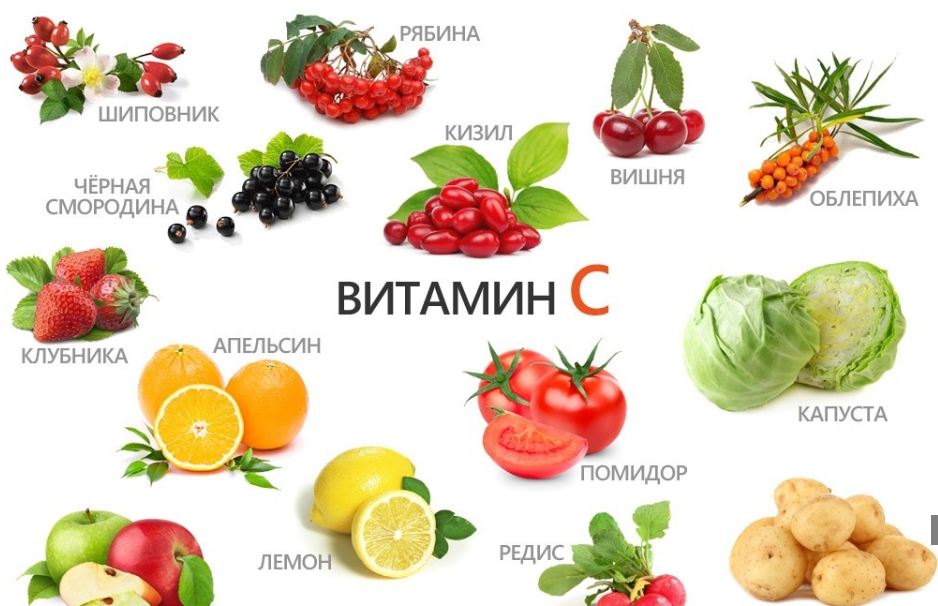 РЯБИНА
ШИПОВНИК
КИЗИЛ
ВИШНЯ
ЧЁРНАЯ
СМОРОДИНА
ОБЛЕПИХА
ВИТАМИН С
КЛУБНИКА
АПЕЛЬСИН
КАПУСТА
ПОМИДОР
РЕДИС
ЛЕМОН